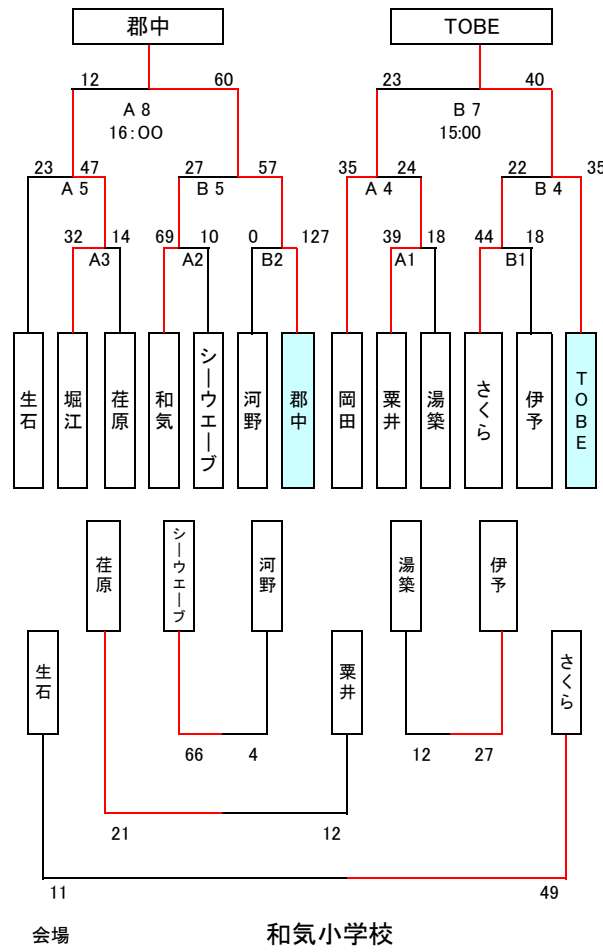 郡中 TOBE
12 60 23 40
A 8 B 7
16:00 15:00
23 47 27 57 35 24 22 35
A 5 B 5 A 4 B 4
32 14 69 10 0 127 39 18 44 18
A3 A2 B2 A1 B1
生石
堀江
荏原
和気
シーウエーブ
河野
郡中
岡田
粟井
湯築
さくら
伊予
TOBE
荏原
シーウエーブ
河野
湯築
伊予
生石
粟井
さくら
66 4 12 27
21 12
11 49
会場 和気小学校